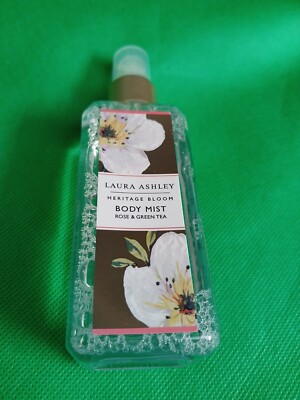 LAURA ASHLEY
HERITAGE BLOOM
BODY MIST
ROSE & GREEN TEA